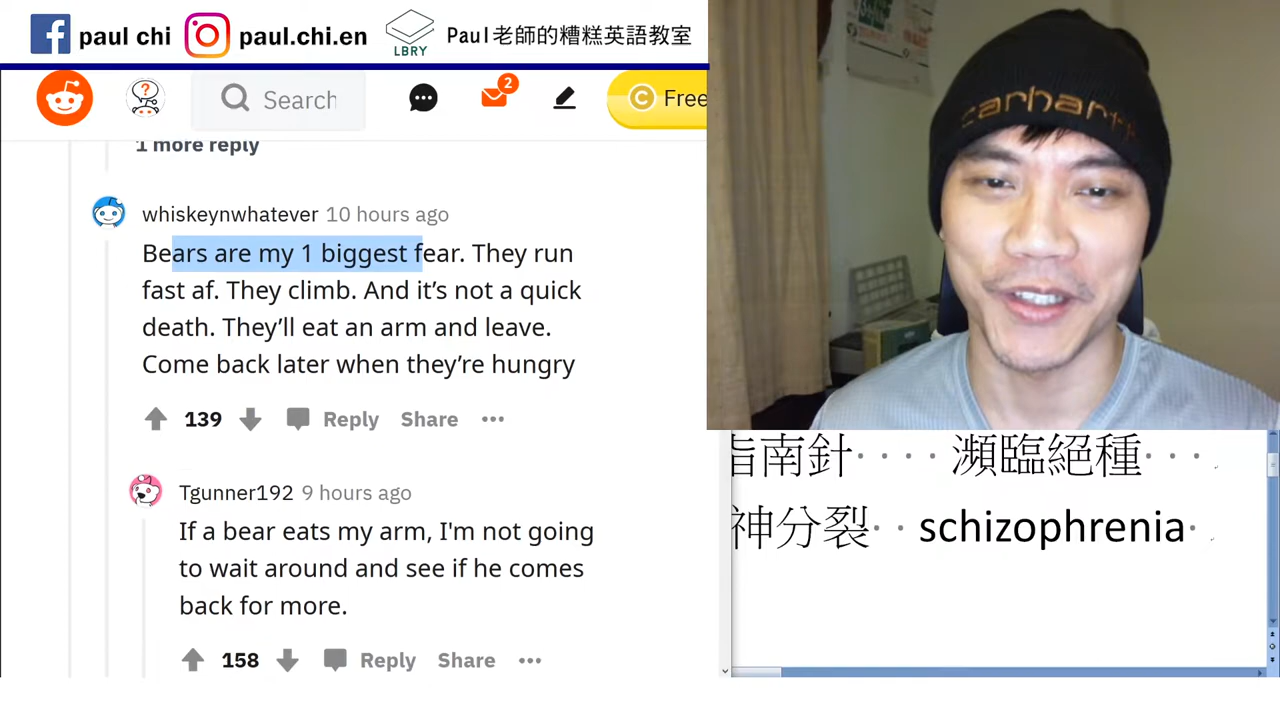 paul chi
paul.chi.en
LBRY
Paul老師的糟糕英語教室
Search
2
Free
1 more reply
whiskeynwhatever 10 hours ago
Bears are my 1 biggest fear. They run
fast af. They climb. And it’s not a quick
death. They’ll eat an arm and leave.
Come back later when they’re hungry
139 Reply Share
Tgunner192 9 hours ago
If a bear eats my arm, I'm not going
to wait around and see if he comes
back for more.
158 Reply Share
carhartt
指南針 瀕臨絕種
神分裂 schizophrenia